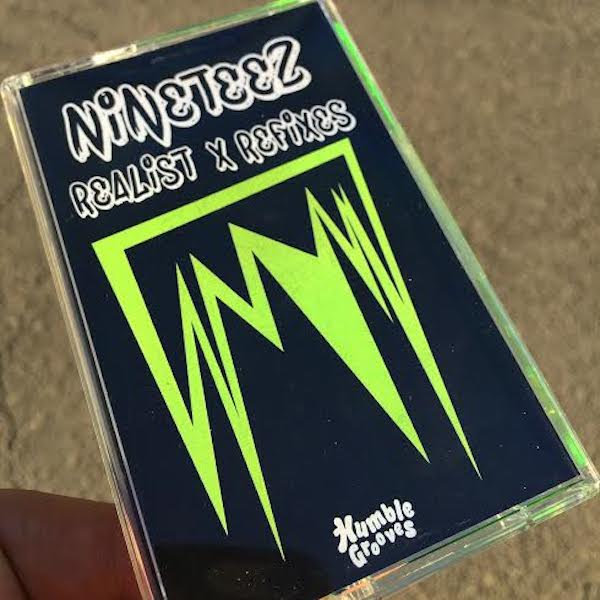 NiNETEEZ
REALiST X REFiXES
Humble
Grooves